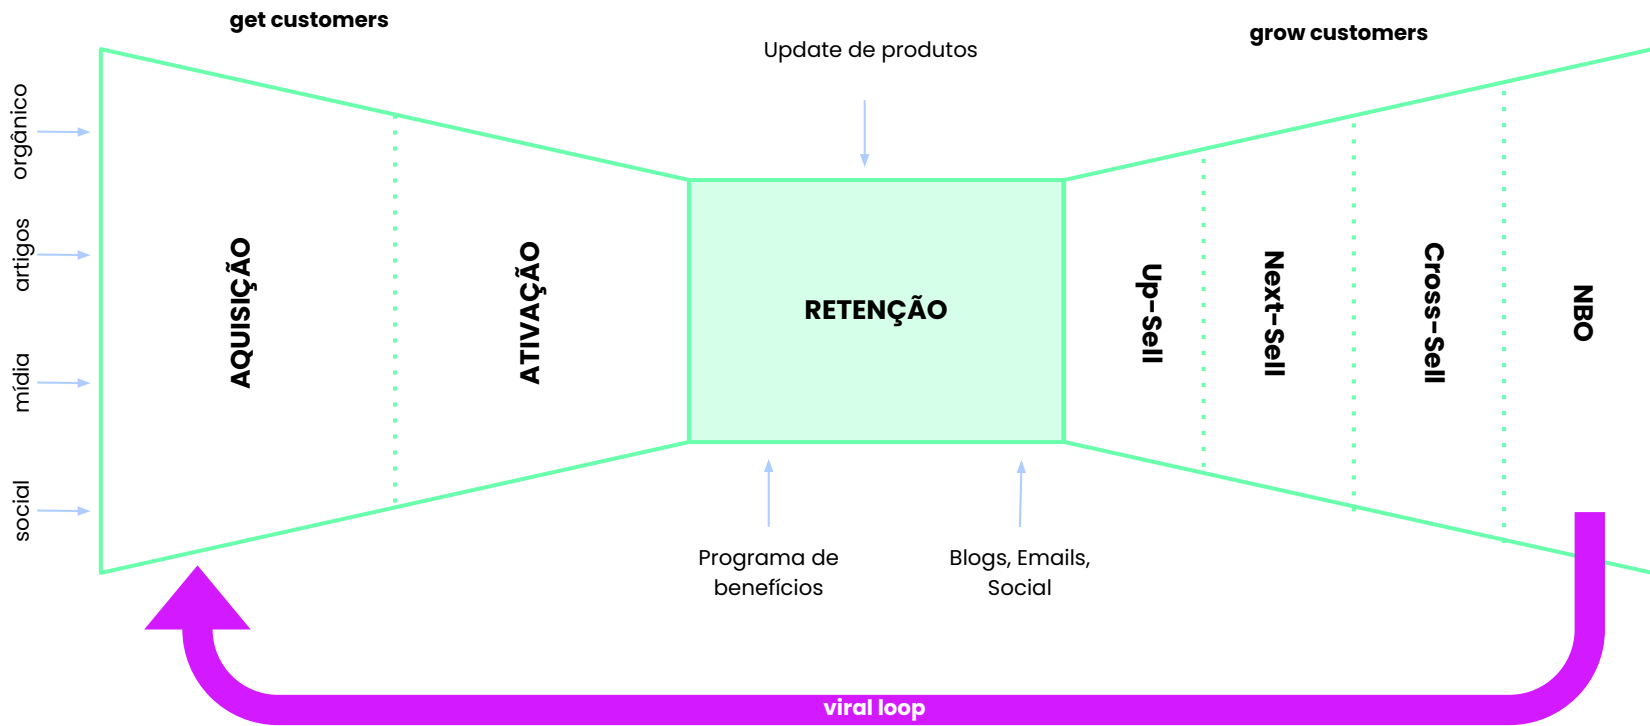 get customers
Update de produtos
grow customers
orgânico
artigos
mídia
social
AQUISIÇÃO
ATIVAÇÃO
RETENÇÃO
Up-Sell
Next-Sell
Cross-Sell
NBO
Programa de
benefícios
Blogs, Emails,
Social
viral loop